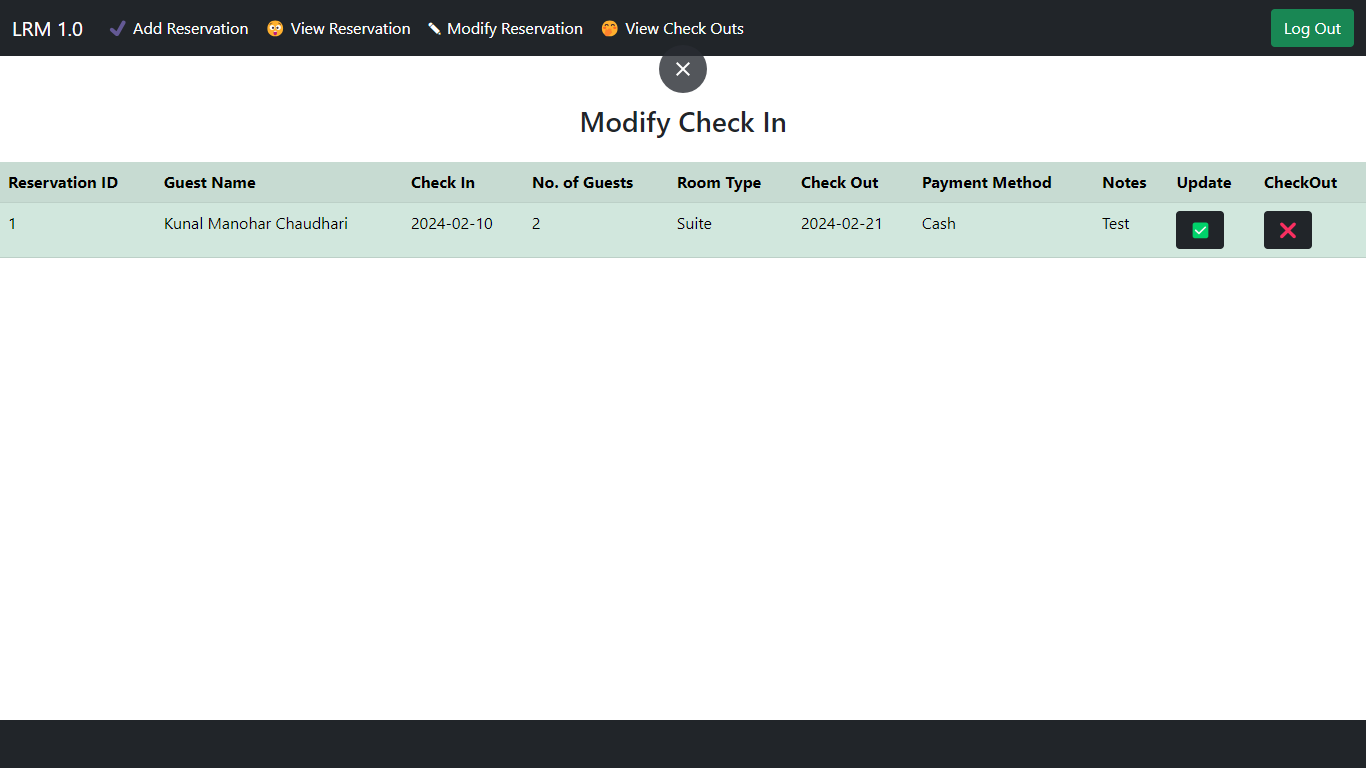 LRM 1.0 Add Reservation View Reservation Modify Reservation View Check Outs Log Out
Modify Check In
Reservation ID Guest Name Check In No. of Guests Room Type Check Out Payment Method Notes Update CheckOut
1 Kunal Manohar Chaudhari 2024-02-10 2 Suite 2024-02-21 Cash Test